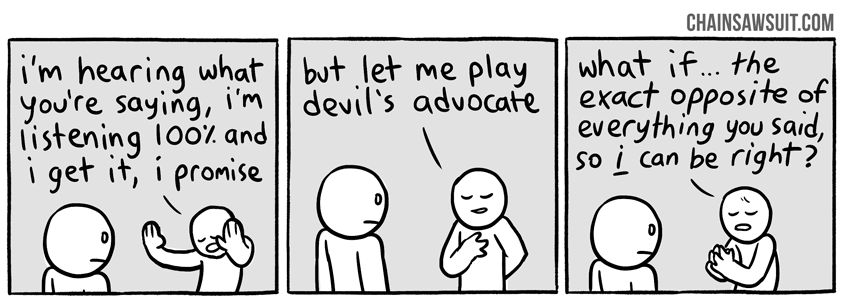 CHAINSAWSUIT.COM
i'm hearing what
you're saying, i'm
listening 100% and
i get it, i promise
but let me play
devil's advocate
what if... the
exact opposite of
everything you said,
so i can be right?